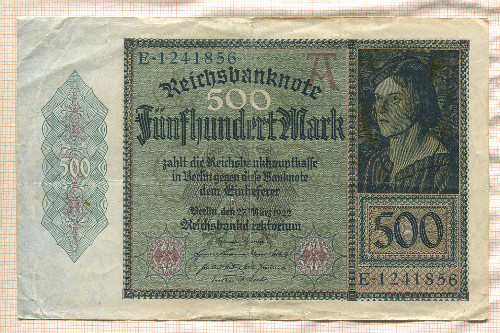 E·1241856
A
Reichsbanknote
500
Fünfhundert Mark
500
zahlt die Reichsbankhauptkasse
in Berlin gegen diese Banknote
dem Einlieferer
Berlin, den 27. März 1922
Reichsbankdirektorium
500
E·1241856